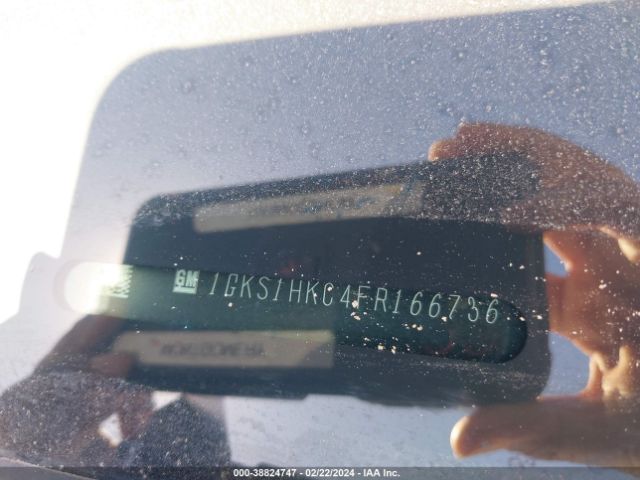 GM 1GKS1HKC4FR166736
000-38824747 - 02/22/2024 - IAA Inc.